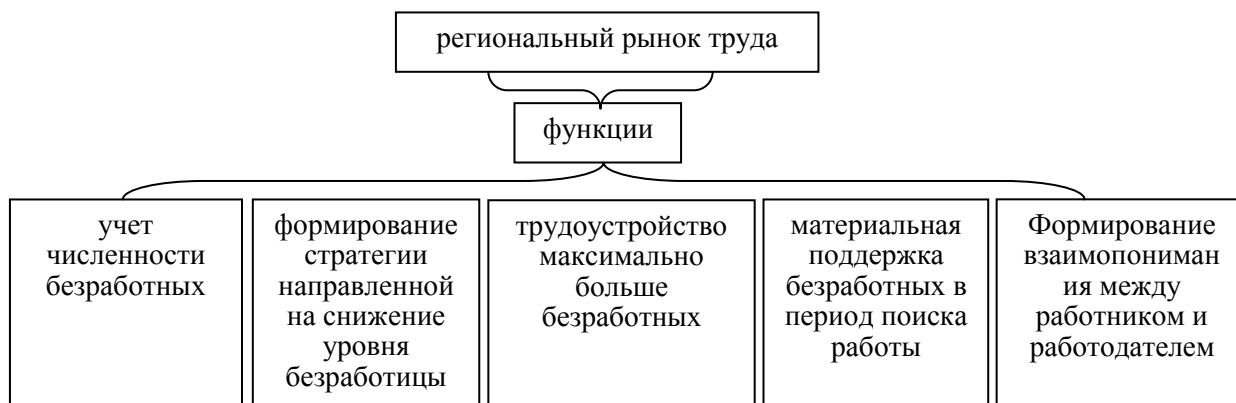 региональный рынок труда
функции
учет
численности
безработных
формирование
стратегии
направленной
на снижение
уровня
безработицы
трудоустройство
максимально
больше
безработных
материальная
поддержка
безработных в
период поиска
работы
Формирование
взаимопониман
ия между
работником и
работодателем